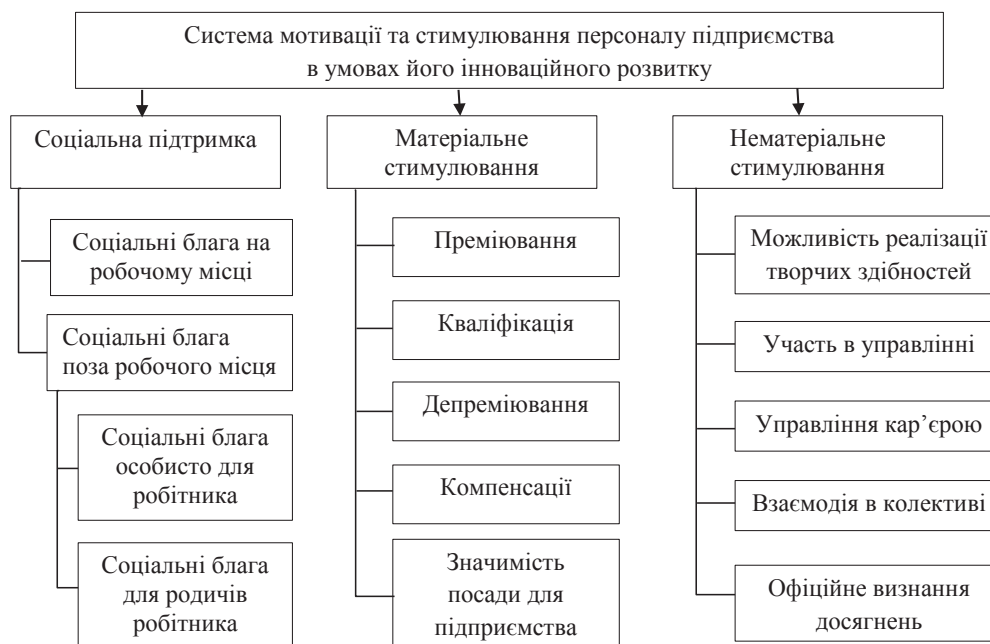 Система мотивації та стимулювання персоналу підприємства
в умовах його інноваційного розвитку
Соціальна підтримка
Соціальні блага на
робочому місці
Соціальні блага
поза робочого місця
Соціальні блага
особисто для
робітника
Соціальні блага
для родичів
робітника
Матеріальне
стимулювання
Преміювання
Кваліфікація
Депреміювання
Компенсації
Значимість
посади для
підприємства
Нематеріальне
стимулювання
Можливість реалізації
творчих здібностей
Участь в управлінні
Управління кар’єрою
Взаємодія в колективі
Офіційне визнання
досягнень